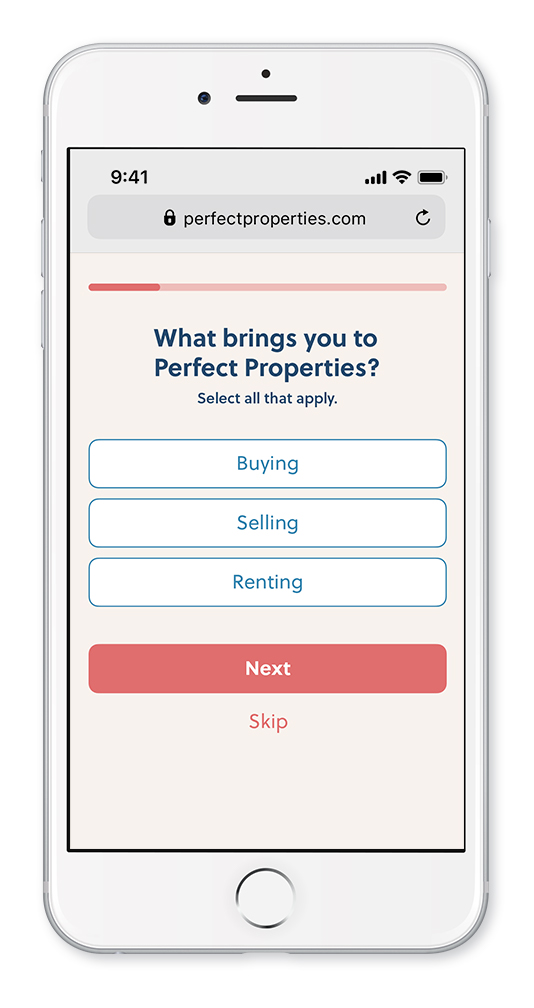 9:41
perfectproperties.com
What brings you to
Perfect Properties?
Select all that apply.
Buying
Selling
Renting
Next
Skip